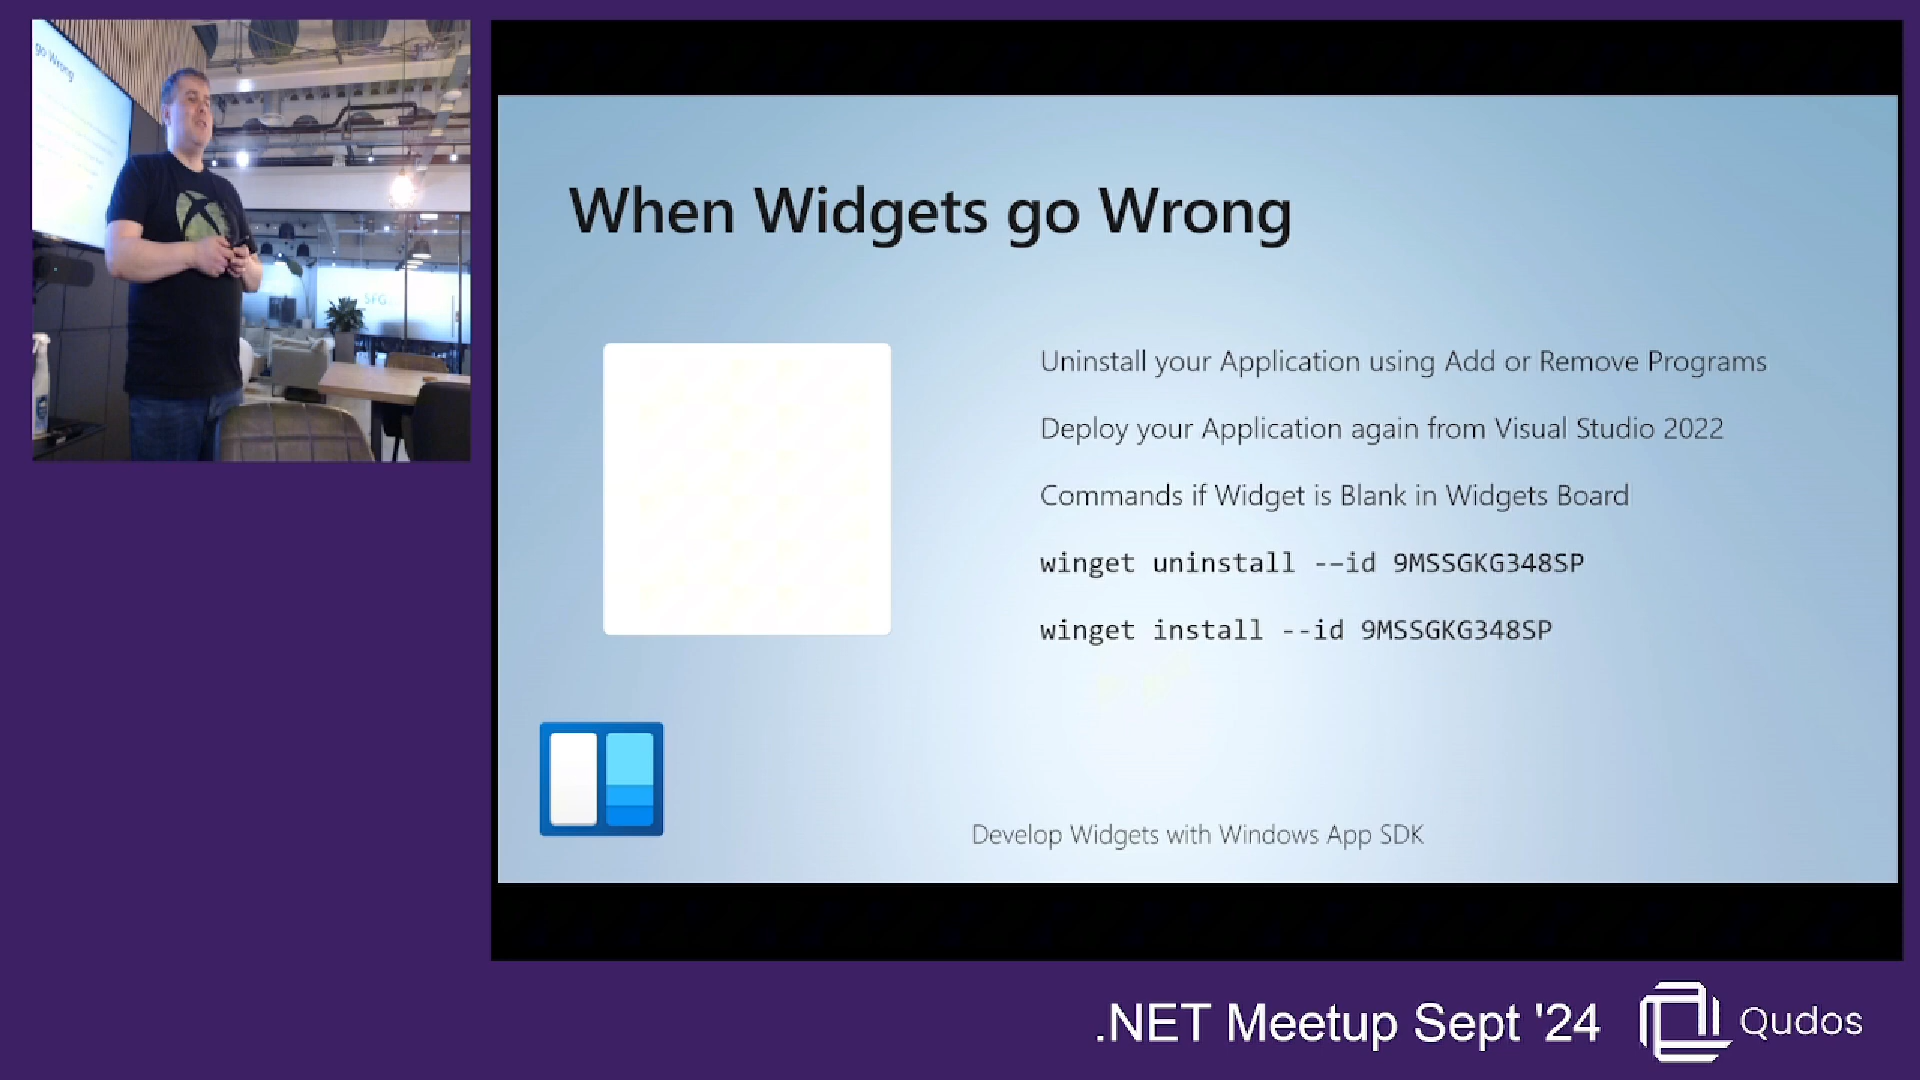 go Wrong
When Widgets go Wrong
Uninstall your Application using Add or Remove Programs
Deploy your Application again from Visual Studio 2022
Commands if Widget is Blank in Widgets Board
winget uninstall --id 9MSSGKG348SP
winget install --id 9MSSGKG348SP
Develop Widgets with Windows App SDK
.NET Meetup Sept '24
Qudos